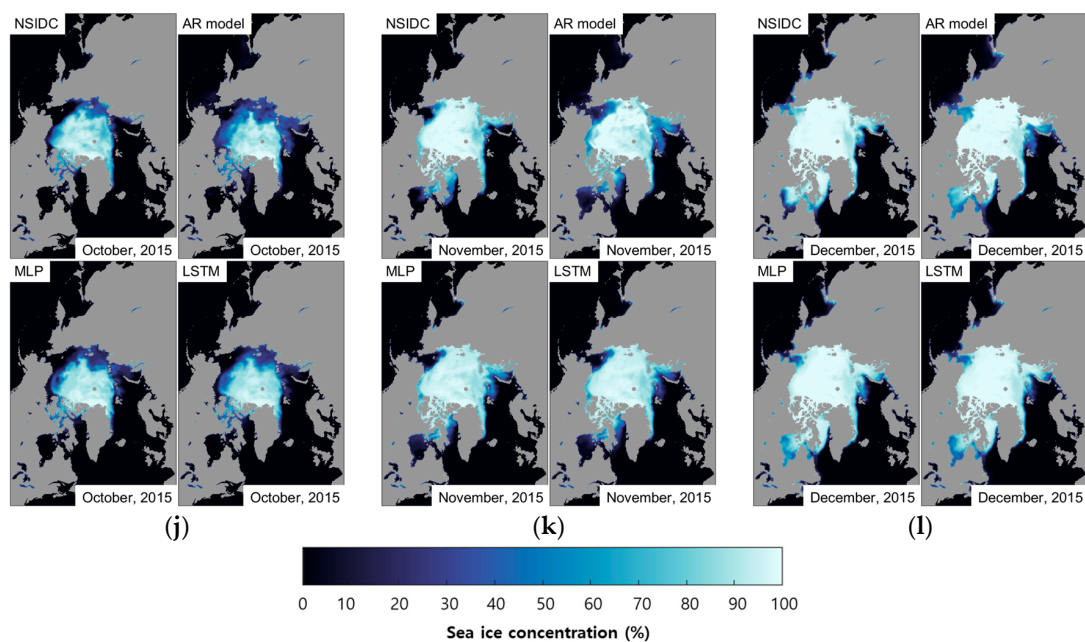 NSIDC AR model NSIDC AR model NSIDC AR model
October, 2015 October, 2015 November, 2015 November, 2015 December, 2015 December, 2015
MLP LSTM MLP LSTM MLP LSTM
October, 2015 October, 2015 November, 2015 November, 2015 December, 2015 December, 2015
(j) (k) (l)
0 10 20 30 40 50 60 70 80 90 100
Sea ice concentration (%)